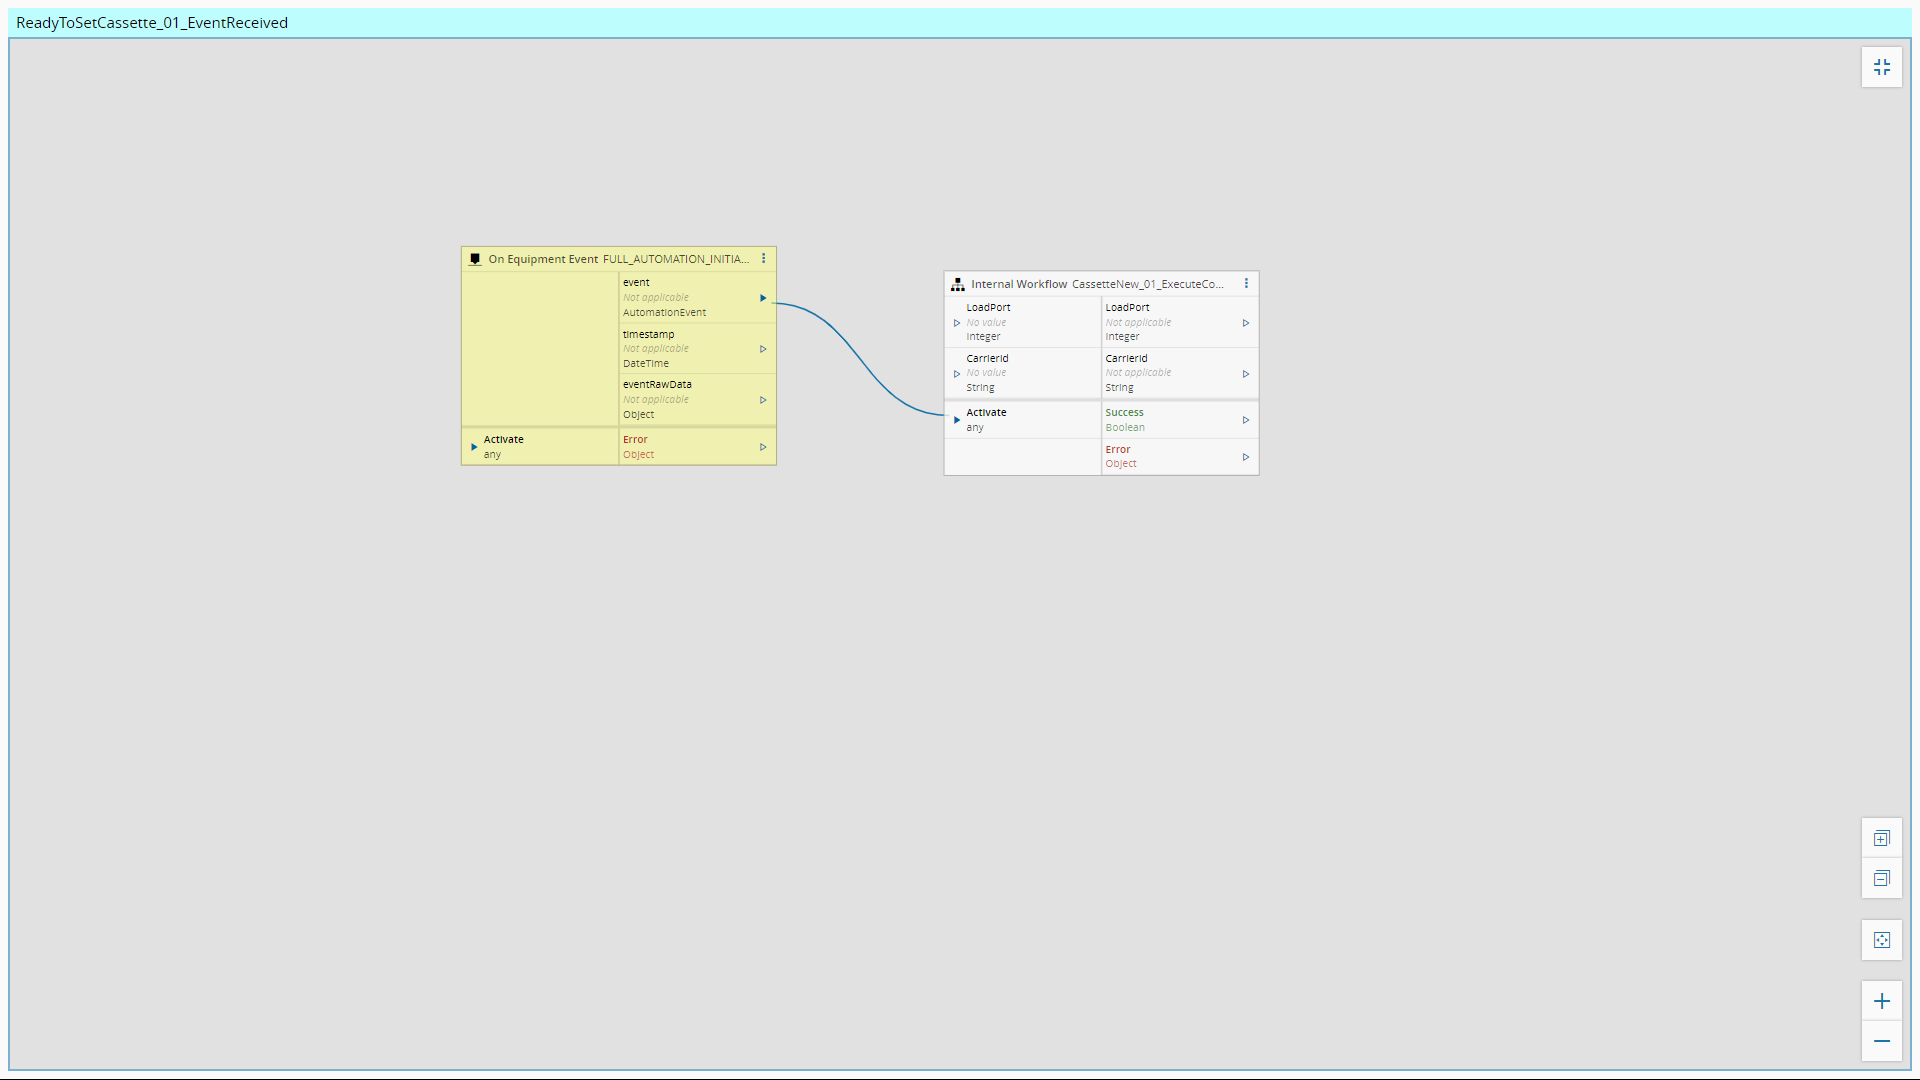 ReadyToSetCassette_01_EventReceived
On Equipment Event FULL_AUTOMATION_INITIA...
event
Not applicable
AutomationEvent
timestamp
Not applicable
DateTime
eventRawData
Not applicable
Object
Activate
any
Error
Object
Internal Workflow CassetteNew_01_ExecuteCo...
LoadPort
No value
Integer
LoadPort
Not applicable
Integer
CarrierId
No value
String
CarrierId
Not applicable
String
Activate
any
Success
Boolean
Error
Object